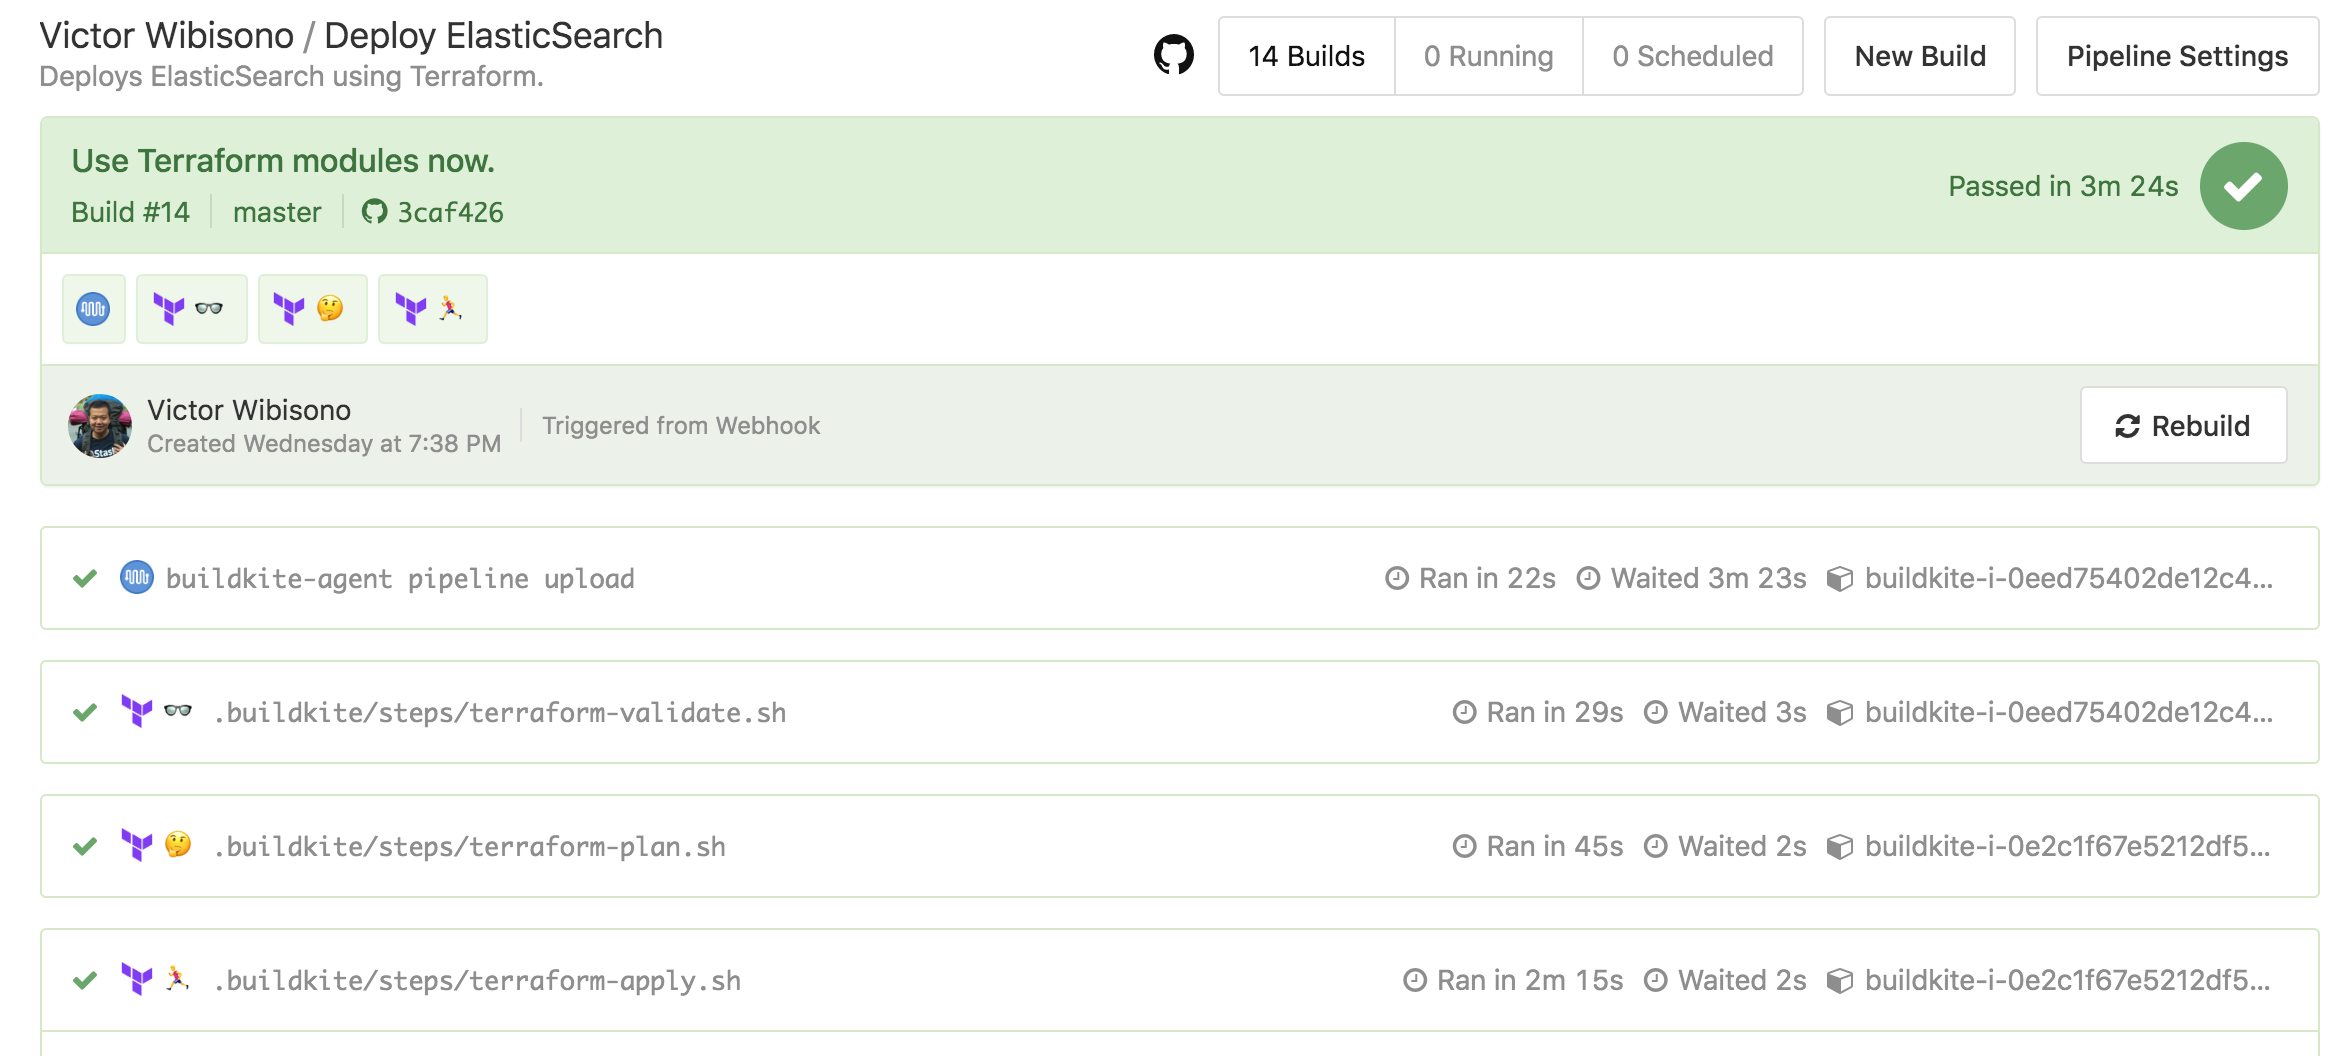 Victor Wibisono / Deploy ElasticSearch
Deploys ElasticSearch using Terraform.
14 Builds
0 Running
0 Scheduled
New Build
Pipeline Settings
Use Terraform modules now.
Build #14
master
3caf426
Passed in 3m 24s
Victor Wibisono
Created Wednesday at 7:38 PM
Triggered from Webhook
Rebuild
buildkite-agent pipeline upload
Ran in 22s
Waited 3m 23s
buildkite-i-0eed75402de12c4...
.buildkite/steps/terraform-validate.sh
Ran in 29s
Waited 3s
buildkite-i-0eed75402de12c4...
.buildkite/steps/terraform-plan.sh
Ran in 45s
Waited 2s
buildkite-i-0e2c1f67e5212df5...
.buildkite/steps/terraform-apply.sh
Ran in 2m 15s
Waited 2s
buildkite-i-0e2c1f67e5212df5...